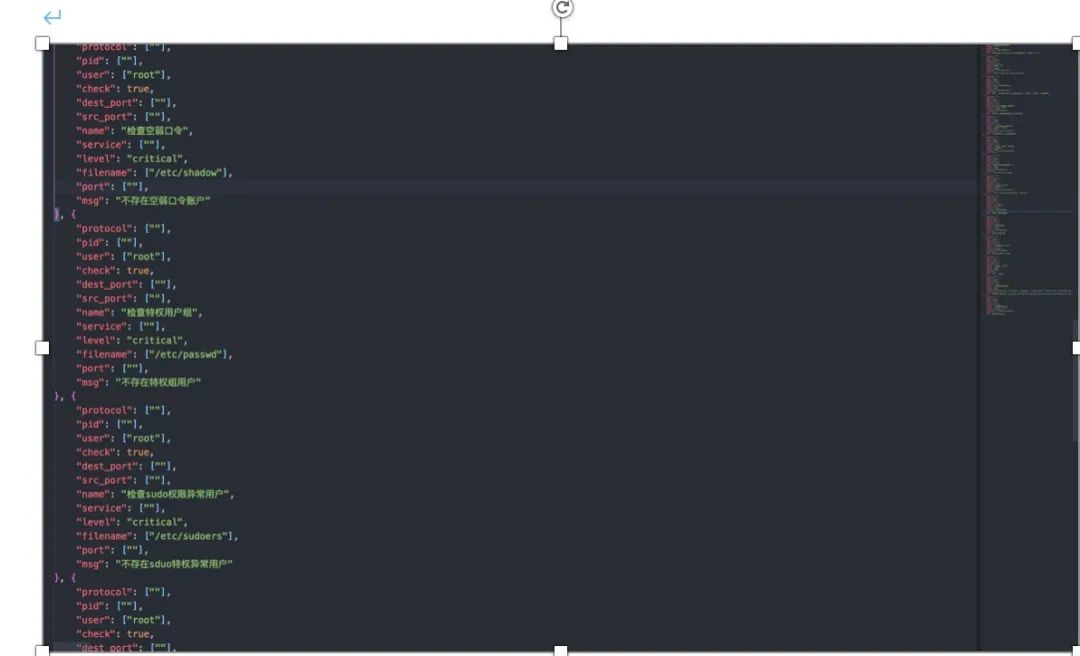 "protocol": [""],
"pid": [""],
"user": ["root"],
"check": true,
"dest_port": [""],
"src_port": [""],
"name": "检查空弱口令",
"service": [""],
"level": "critical",
"filename": ["/etc/shadow"],
"port": [""],
"msg": "不存在空弱口令账户"
}, {
"protocol": [""],
"pid": [""],
"user": ["root"],
"check": true,
"dest_port": [""],
"src_port": [""],
"name": "检查特权用户组",
"service": [""],
"level": "critical",
"filename": ["/etc/passwd"],
"port": [""],
"msg": "不存在特权组用户"
}, {
"protocol": [""],
"pid": [""],
"user": ["root"],
"check": true,
"dest_port": [""],
"src_port": [""],
"name": "检查sudo权限异常用户",
"service": [""],
"level": "critical",
"filename": ["/etc/sudoers"],
"port": [""],
"msg": "不存在sduo特权异常用户"
}, {
"protocol": [""],
"pid": [""],
"user": ["root"],
"check": true,
"dest_port": [""],